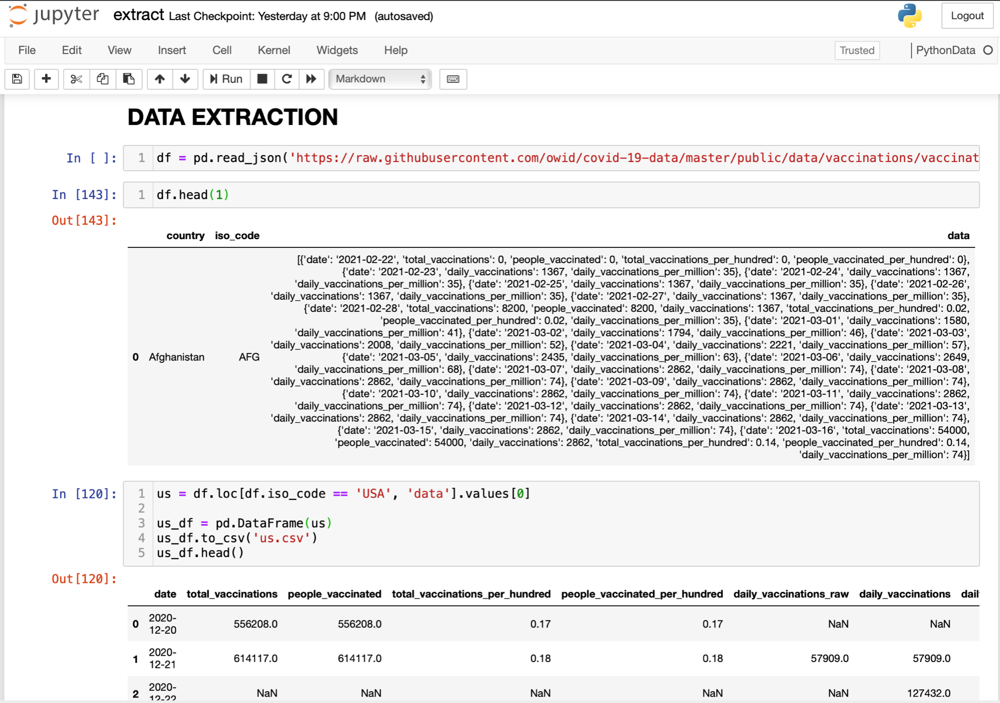 jupyter extract Last Checkpoint: Yesterday at 9:00 PM (autosaved) Logout
File Edit View Insert Cell Kernel Widgets Help Trusted PythonData
Run Markdown
DATA EXTRACTION
In [ ]: 1 df = pd.read_json('https://raw.githubusercontent.com/owid/covid-19-data/master/public/data/vaccinations/vaccinat
In [143]: 1 df.head(1)
Out[143]:
country iso_code data
[{'date': '2021-02-22', 'total_vaccinations': 0, 'people_vaccinated': 0, 'total_vaccinations_per_hundred': 0, 'people_vaccinated_per_hundred': 0},
{'date': '2021-02-23', 'daily_vaccinations': 1367, 'daily_vaccinations_per_million': 35}, {'date': '2021-02-24', 'daily_vaccinations': 1367,
'daily_vaccinations_per_million': 35}, {'date': '2021-02-25', 'daily_vaccinations': 1367, 'daily_vaccinations_per_million': 35}, {'date': '2021-02-26',
'daily_vaccinations': 1367, 'daily_vaccinations_per_million': 35}, {'date': '2021-02-27', 'daily_vaccinations': 1367, 'daily_vaccinations_per_million': 35},
{'date': '2021-02-28', 'total_vaccinations': 8200, 'people_vaccinated': 8200, 'daily_vaccinations': 1367, 'total_vaccinations_per_hundred': 0.02,
'people_vaccinated_per_hundred': 0.02, 'daily_vaccinations_per_million': 35}, {'date': '2021-03-01', 'daily_vaccinations': 1580,
'daily_vaccinations_per_million': 41}, {'date': '2021-03-02', 'daily_vaccinations': 1794, 'daily_vaccinations_per_million': 46}, {'date': '2021-03-03',
'daily_vaccinations': 2008, 'daily_vaccinations_per_million': 52}, {'date': '2021-03-04', 'daily_vaccinations': 2221, 'daily_vaccinations_per_million': 57},
0 Afghanistan AFG {'date': '2021-03-05', 'daily_vaccinations': 2435, 'daily_vaccinations_per_million': 63}, {'date': '2021-03-06', 'daily_vaccinations': 2649,
'daily_vaccinations_per_million': 68}, {'date': '2021-03-07', 'daily_vaccinations': 2862, 'daily_vaccinations_per_million': 74}, {'date': '2021-03-08',
'daily_vaccinations': 2862, 'daily_vaccinations_per_million': 74}, {'date': '2021-03-09', 'daily_vaccinations': 2862, 'daily_vaccinations_per_million': 74},
{'date': '2021-03-10', 'daily_vaccinations': 2862, 'daily_vaccinations_per_million': 74}, {'date': '2021-03-11', 'daily_vaccinations': 2862,
'daily_vaccinations_per_million': 74}, {'date': '2021-03-12', 'daily_vaccinations': 2862, 'daily_vaccinations_per_million': 74}, {'date': '2021-03-13',
'daily_vaccinations': 2862, 'daily_vaccinations_per_million': 74}, {'date': '2021-03-14', 'daily_vaccinations': 2862, 'daily_vaccinations_per_million': 74},
{'date': '2021-03-15', 'daily_vaccinations': 2862, 'daily_vaccinations_per_million': 74}, {'date': '2021-03-16', 'total_vaccinations': 54000,
'people_vaccinated': 54000, 'daily_vaccinations': 2862, 'total_vaccinations_per_hundred': 0.14, 'people_vaccinated_per_hundred': 0.14,
'daily_vaccinations_per_million': 74}]
In [120]: 1 us = df.loc[df.iso_code == 'USA', 'data'].values[0]
2
3 us_df = pd.DataFrame(us)
4 us_df.to_csv('us.csv')
5 us_df.head()
Out[120]:
date total_vaccinations people_vaccinated total_vaccinations_per_hundred people_vaccinated_per_hundred daily_vaccinations_raw daily_vaccinations dail
0 2020-12-20 556208.0 556208.0 0.17 0.17 NaN NaN
1 2020-12-21 614117.0 614117.0 0.18 0.18 57909.0 57909.0
2 2020-12-22 NaN NaN NaN NaN NaN 127432.0